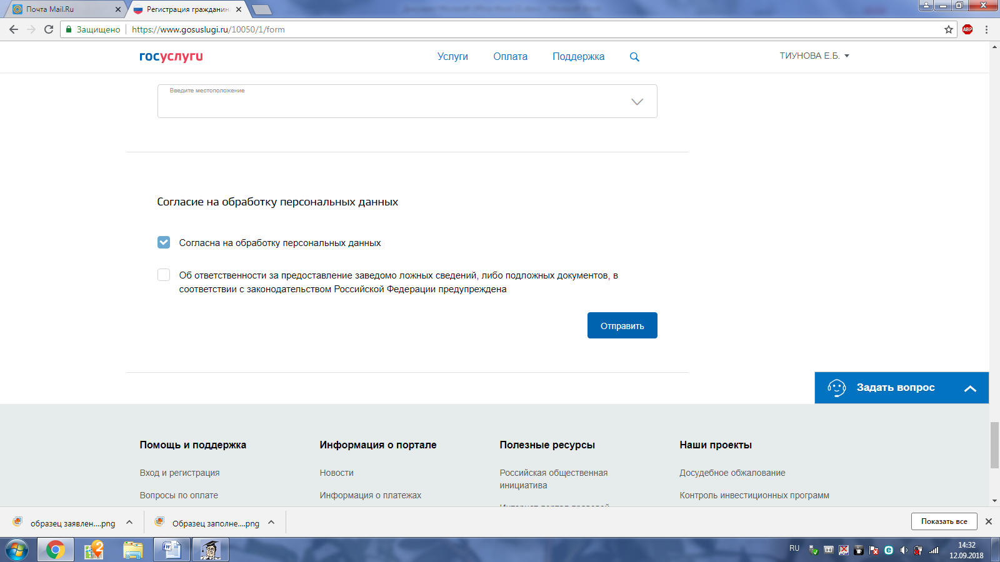 Почта Mail.Ru
Регистрация гражданин
Защищено
https://www.gosuslugi.ru/10050/1/form
госуслуги
Услуги
Оплата
Поддержка
ТИУНОВА Е.Б.
Введите местоположение
Согласие на обработку персональных данных
Согласна на обработку персональных данных
Об ответственности за предоставление заведомо ложных сведений, либо подложных документов, в
соответствии с законодательством Российской Федерации предупреждена
Отправить
Задать вопрос
Помощь и поддержка
Информация о портале
Полезные ресурсы
Наши проекты
Вход и регистрация
Новости
Российская общественная
инициатива
Досудебное обжалование
Вопросы по оплате
Информация о платежах
Контроль инвестиционных программ
образец заявлен....png
Образец заполне....png
Показать все
RU
14:32
12.09.2018
ABP